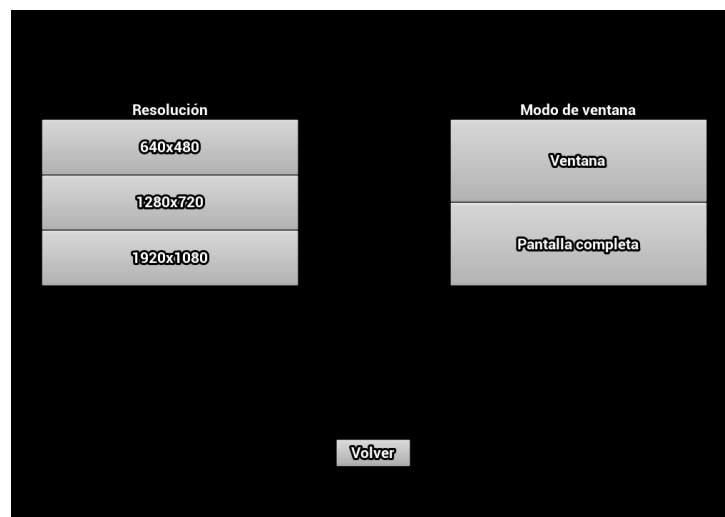 Resolución
640x480
1280x720
1920x1080
Modo de ventana
Ventana
Pantalla completa
Volver